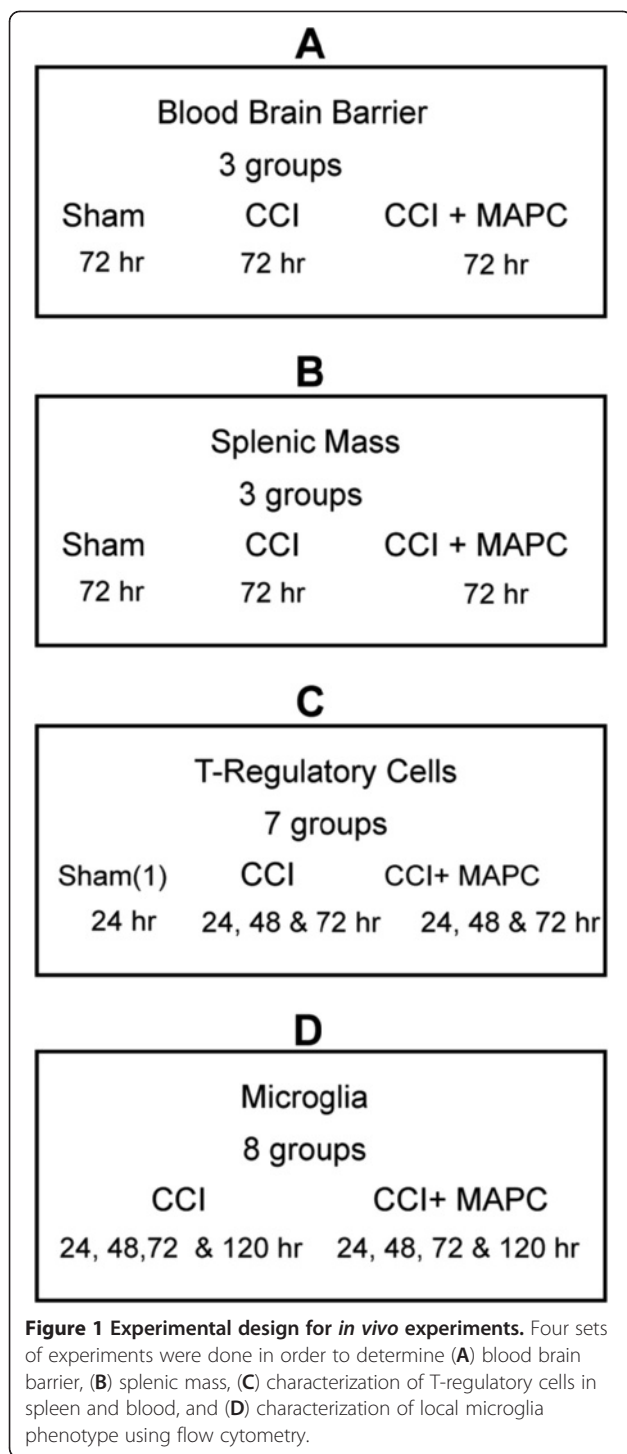 A
Blood Brain Barrier
3 groups
Sham CCI CCI + MAPC
72 hr 72 hr 72 hr
B
Splenic Mass
3 groups
Sham CCI CCI + MAPC
72 hr 72 hr 72 hr
C
T-Regulatory Cells
7 groups
Sham(1) CCI CCI+ MAPC
24 hr 24, 48 & 72 hr 24, 48 & 72 hr
D
Microglia
8 groups
CCI CCI+ MAPC
24, 48,72 & 120 hr 24, 48, 72 & 120 hr
Figure 1 Experimental design for in vivo experiments. Four sets
of experiments were done in order to determine (A) blood brain
barrier, (B) splenic mass, (C) characterization of T-regulatory cells in
spleen and blood, and (D) characterization of local microglia
phenotype using flow cytometry.